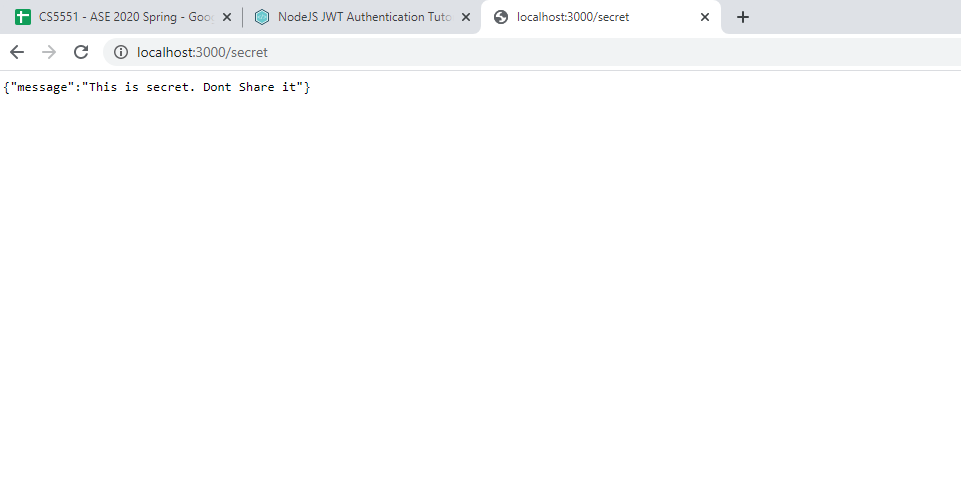 CS5551 - ASE 2020 Spring - Goo
NodeJS JWT Authentication Tuto
localhost:3000/secret
localhost:3000/secret
{"message":"This is secret. Dont Share it"}